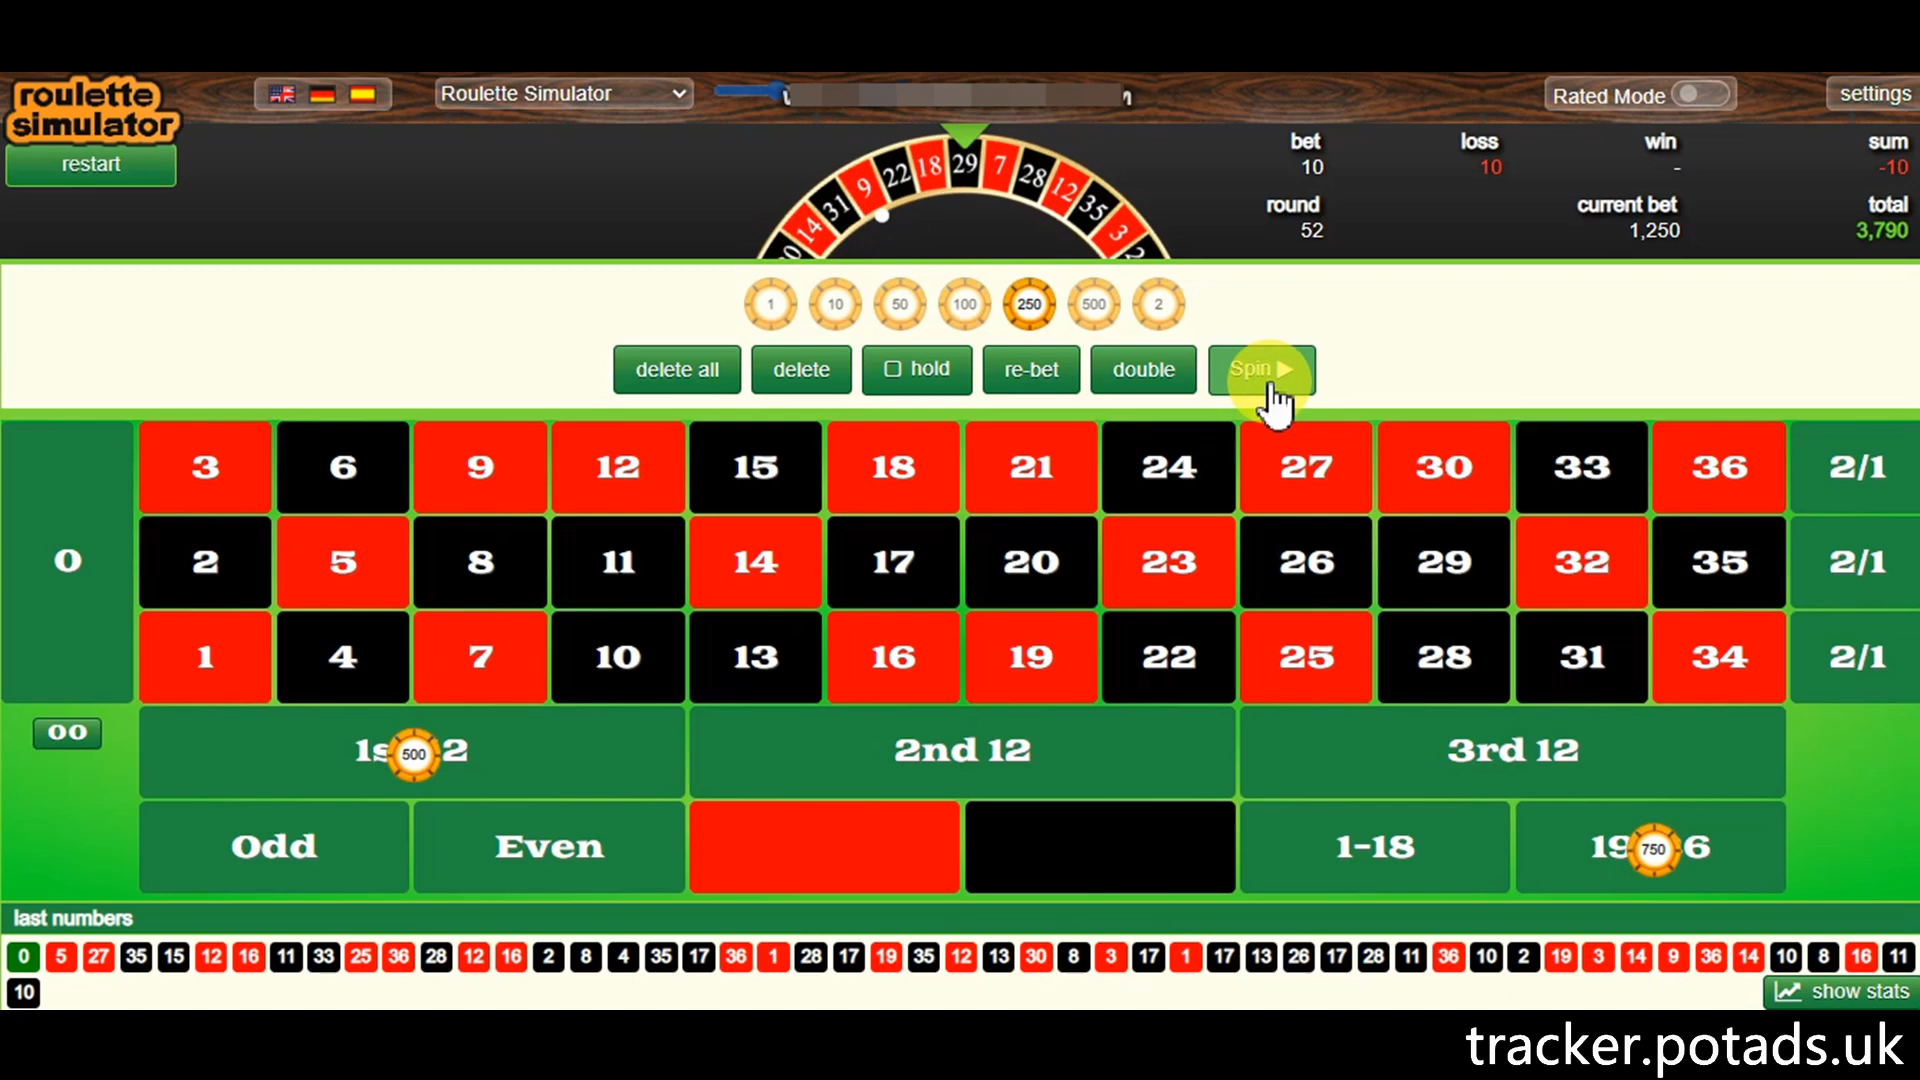 roulette
simulator
Roulette Simulator
Rated Mode
settings
restart
bet
10
loss
10
win
-
sum
-10
round
52
current bet
1,250
total
3,790
14 31 9 22 18 29 7 28 12 35 3
1 10 50 100 250 500 2
delete all
delete
hold
re-bet
double
Spin
3 6 9 12 15 18 21 24 27 30 33 36 2/1
0 2 5 8 11 14 17 20 23 26 29 32 35 2/1
1 4 7 10 13 16 19 22 25 28 31 34 2/1
00
500
2nd 12
3rd 12
Odd
Even
1-18
750
last numbers
0 5 27 35 15 12 16 11 33 25 36 28 12 16 2 8 4 35 17 36 1 28 17 19 35 12 13 30 8 3 17 1 17 13 26 17 28 11 36 10 2 19 3 14 9 36 14 10 8 16 11
10
show stats
tracker.potads.uk